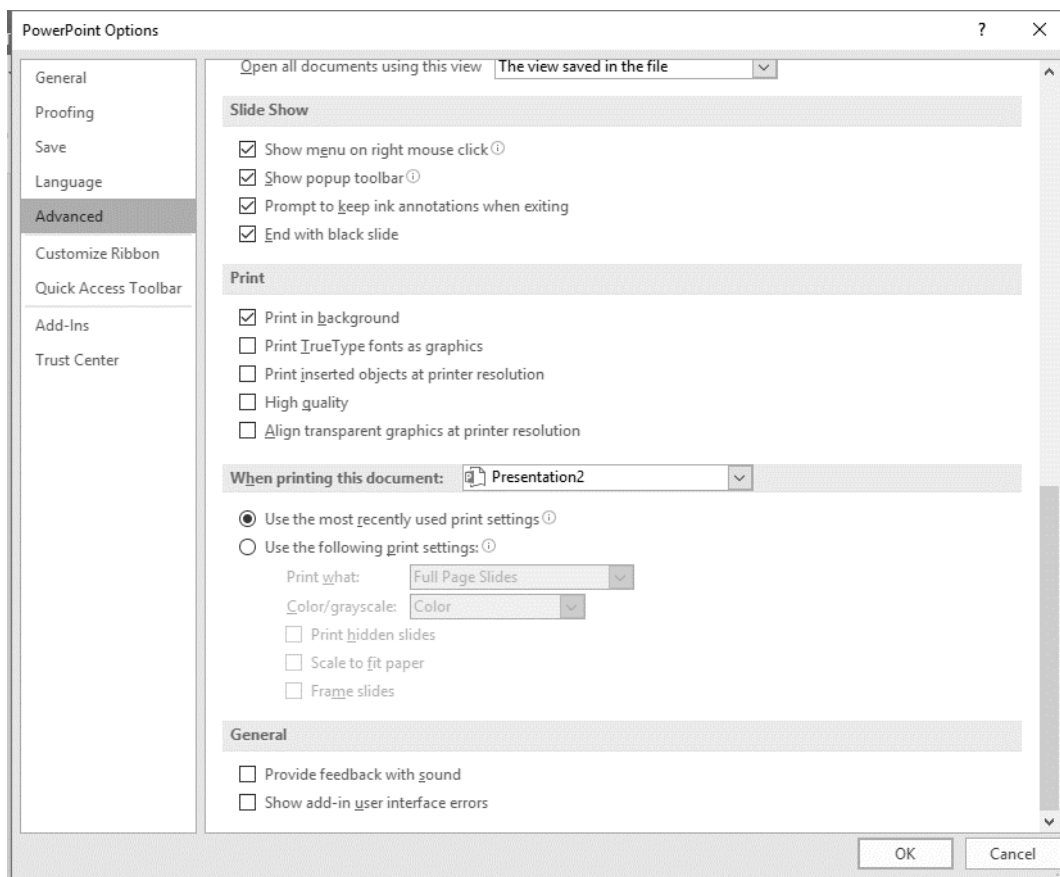 PowerPoint Options
?
General
Proofing
Save
Language
Advanced
Customize Ribbon
Quick Access Toolbar
Add-Ins
Trust Center
Open all documents using this view The view saved in the file
Slide Show
Show menu on right mouse click
Show popup toolbar
Prompt to keep ink annotations when exiting
End with black slide
Print
Print in background
Print TrueType fonts as graphics
Print inserted objects at printer resolution
High quality
Align transparent graphics at printer resolution
When printing this document: Presentation2
Use the most recently used print settings
Use the following print settings:
Print what: Full Page Slides
Color/grayscale: Color
Print hidden slides
Scale to fit paper
Frame slides
General
Provide feedback with sound
Show add-in user interface errors
OK Cancel